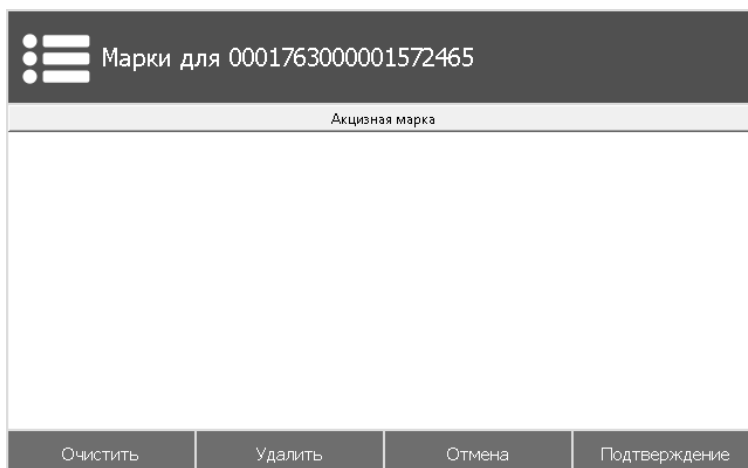 Марки для 0001763000001572465
Акцизная марка
Очистить Удалить Отмена Подтверждение